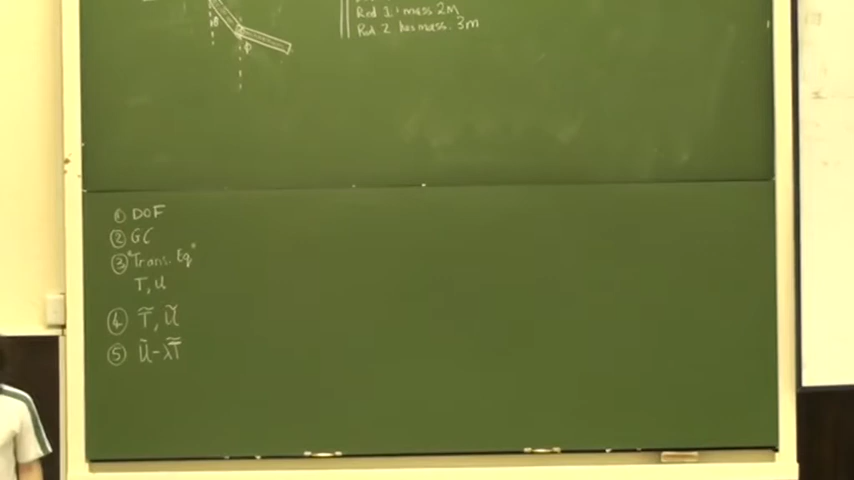 Rod 1 : mass 2m
Rod 2 has mass. 3m
θ
φ
① DOF
② GC
③ "Trans. Eq"
T, U
④ T̃, Ũ
⑤ Ũ-λT̃